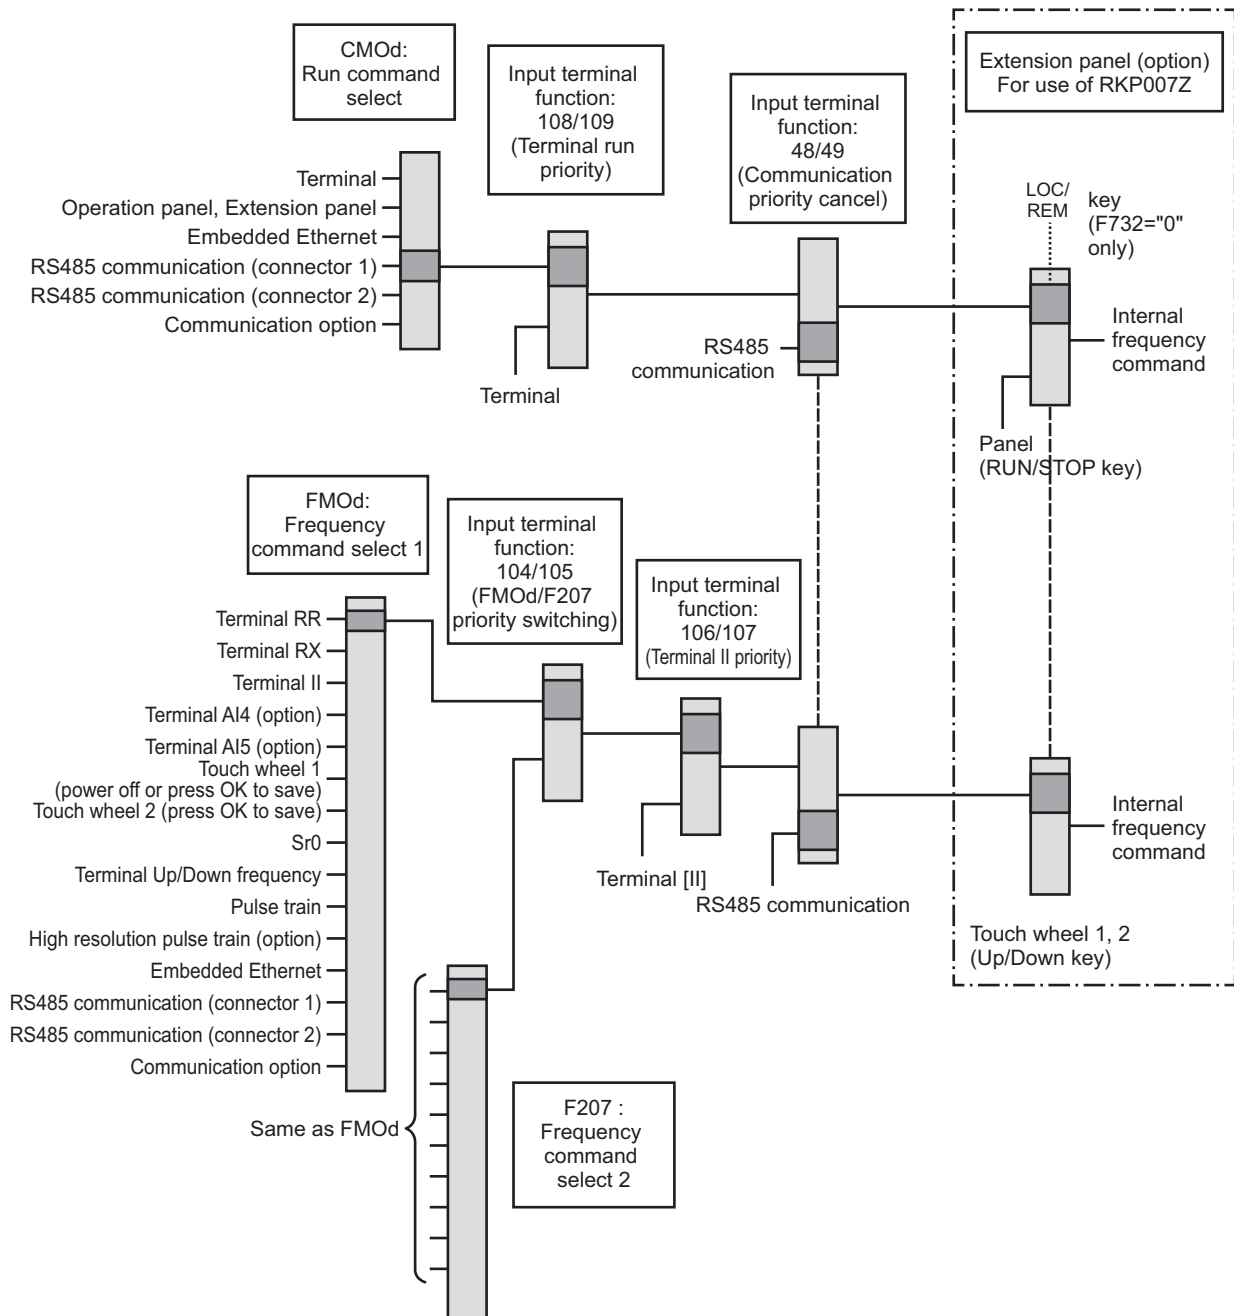 CMOd:
Run command
select
Input terminal
function:
108/109
(Terminal run
priority)
Input terminal
function:
48/49
(Communication
priority cancel)
Extension panel (option)
For use of RKP007Z
Terminal
Operation panel, Extension panel
Embedded Ethernet
RS485 communication (connector 1)
RS485 communication (connector 2)
Communication option
Terminal
RS485
communication
LOC/
REM
key
(F732="0"
only)
Internal
frequency
command
Panel
(RUN/STOP key)
FMOd:
Frequency
command select 1
Input terminal
function:
104/105
(FMOd/F207
priority switching)
Input terminal
function:
106/107
(Terminal II priority)
Terminal RR
Terminal RX
Terminal II
Terminal AI4 (option)
Terminal AI5 (option)
Touch wheel 1
(power off or press OK to save)
Touch wheel 2 (press OK to save)
Sr0
Terminal Up/Down frequency
Pulse train
High resolution pulse train (option)
Embedded Ethernet
RS485 communication (connector 1)
RS485 communication (connector 2)
Communication option
Terminal [II]
RS485 communication
Internal
frequency
command
Touch wheel 1, 2
(Up/Down key)
Same as FMOd
F207 :
Frequency
command
select 2